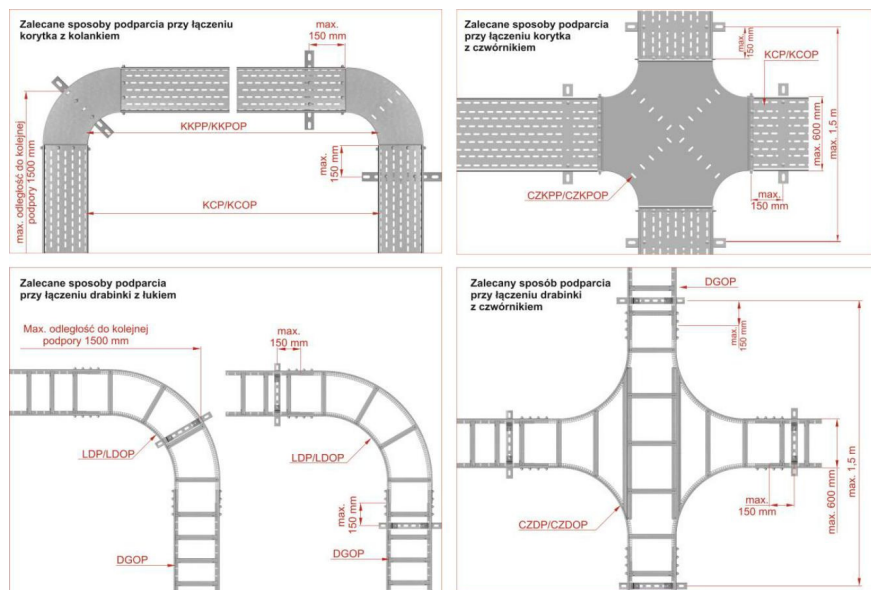 Zalecane sposoby podparcia przy łączeniu
korytka z kolankiem
max.
150 mm
KKPP/KKPOP
max.
150 mm
max. odległość do kolejnej
podpory 1500 mm
KCP/KCOP
Zalecane sposoby podparcia
przy łączeniu korytka
z czwórnikiem
max.
150 mm
KCP/KCOP
max. 600 mm
max. 1,5 m
CZKPP/CZKPOP
max.
150 mm
Zalecane sposoby podparcia
przy łączeniu drabinki z łukiem
Max. odległość do kolejnej
podpory 1500 mm
max.
150 mm
LDP/LDOP
LDP/LDOP
max.
150 mm
DGOP
DGOP
Zalecany sposób podparcia
przy łączeniu drabinki
z czwórnikiem
DGOP
max.
150 mm
max. 1,5 m
max. 600 mm
max.
150 mm
CZDP/CZDOP